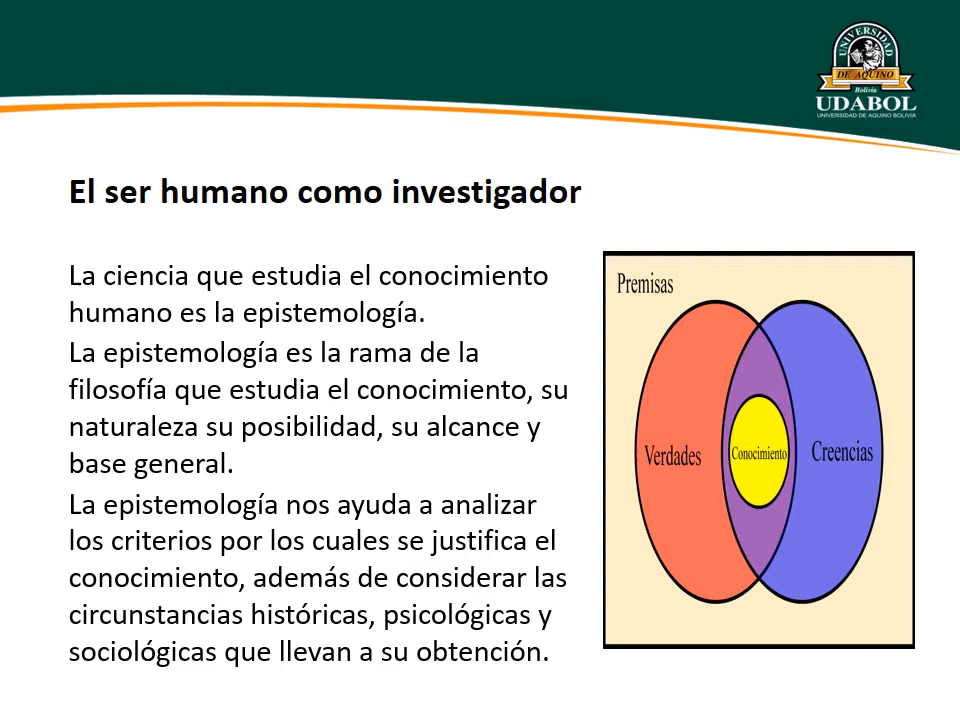 UNIVERSIDAD
DE AQUINO
Bolivia
UDABOL
UNIVERSIDAD DE AQUINO BOLIVIA
El ser humano como investigador
La ciencia que estudia el conocimiento
humano es la epistemología.
La epistemología es la rama de la
filosofía que estudia el conocimiento, su
naturaleza su posibilidad, su alcance y
base general.
La epistemología nos ayuda a analizar
los criterios por los cuales se justifica el
conocimiento, además de considerar las
circunstancias históricas, psicológicas y
sociológicas que llevan a su obtención.
Premisas
Verdades
Conocimiento
Creencias